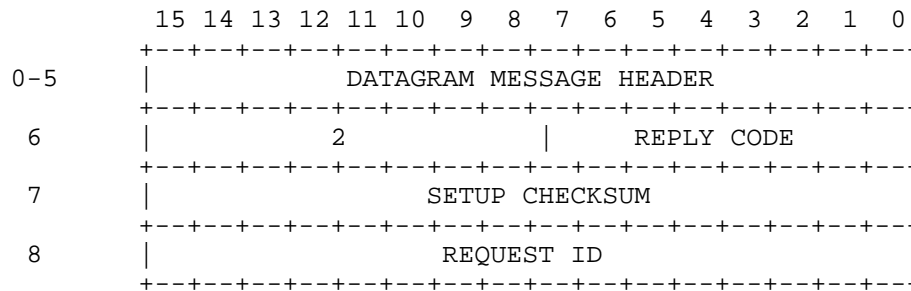 15 14 13 12 11 10 9 8 7 6 5 4 3 2 1 0
+--+--+--+--+--+--+--+--+--+--+--+--+--+--+--+--
0-5 | DATAGRAM MESSAGE HEADER
+--+--+--+--+--+--+--+--+--+--+--+--+--+--+--+--
6 | 2 | REPLY CODE
+--+--+--+--+--+--+--+--+--+--+--+--+--+--+--+--
7 | SETUP CHECKSUM
+--+--+--+--+--+--+--+--+--+--+--+--+--+--+--+--
8 | REQUEST ID
+--+--+--+--+--+--+--+--+--+--+--+--+--+--+--+--